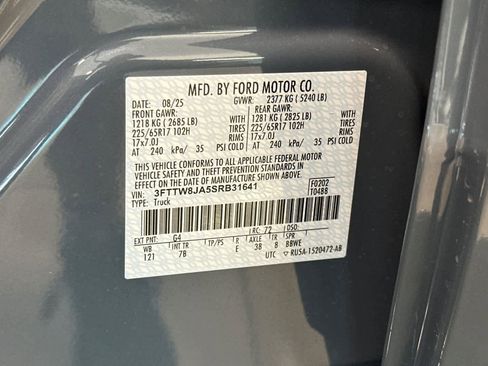 MFD. BY FORD MOTOR CO.
DATE: 08/25 GVWR: 2377 KG ( 5240 LB)
FRONT GAWR: REAR GAWR:
1218 KG ( 2685 LB) 1281 KG ( 2825 LB)
225/65R17 102H TIRES 225/65R17 102H TIRES
17x7.0J RIMS 17x7.0J RIMS
AT 240 kPa/ 35 PSI COLD AT 240 kPa/ 35 PSI COLD
THIS VEHICLE CONFORMS TO ALL APPLICABLE FEDERAL MOTOR
VEHICLE SAFETY AND THEFT PREVENTION STANDARDS IN EFFECT ON
THE DATE OF MANUFACTURE SHOWN ABOVE.
VIN: 3FTTW8JA5SRB31641 F0202
TYPE: Truck T0488
EXT PNT: G4 RC: 72 DSO:
WB INT TR TP/PS R AXLE TR SPR
121 7B E 38 8 BBWE
UTC RU5A-1520472-AB